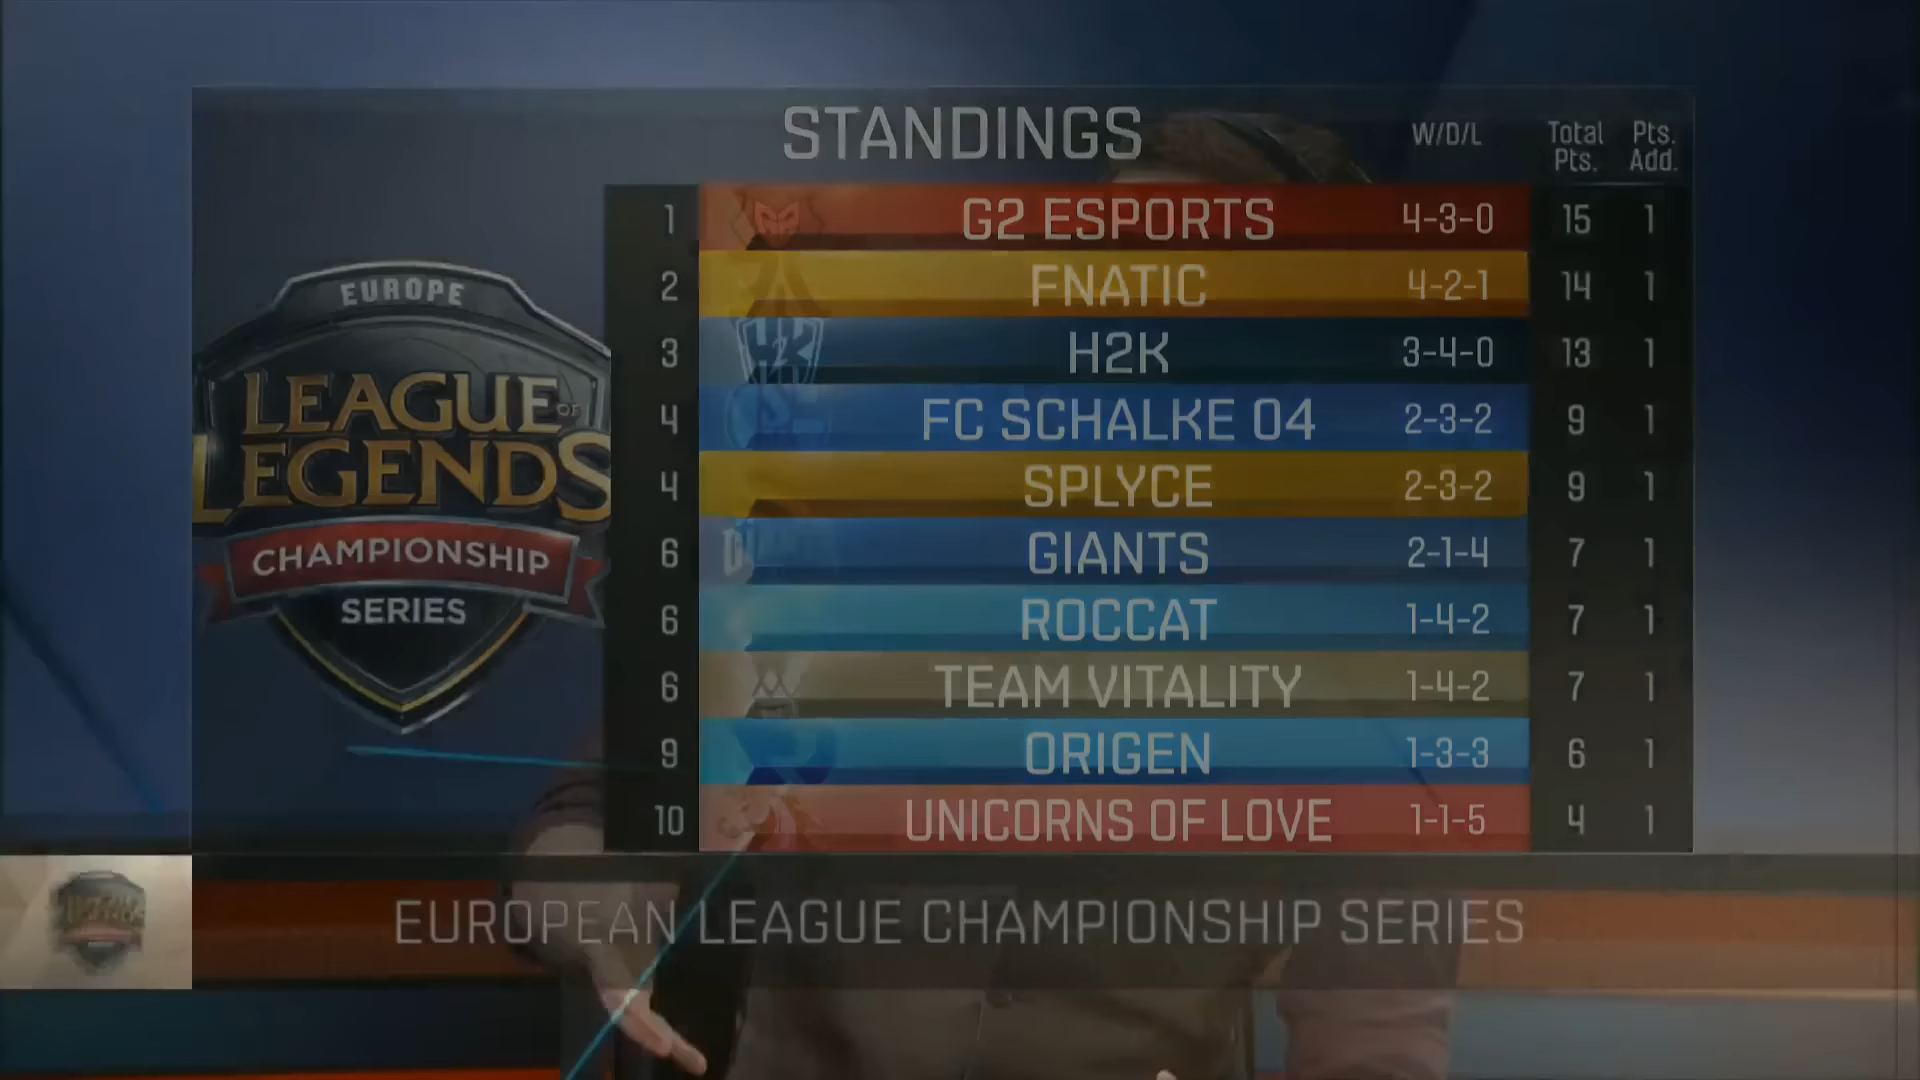 STANDINGS W/D/L Total Pts. Pts. Add.
1 G2 ESPORTS 4-3-0 15 1
2 FNATIC 4-2-1 14 1
3 H2K 3-4-0 13 1
4 FC SCHALKE 04 2-3-2 9 1
4 SPLYCE 2-3-2 9 1
6 GIANTS 2-1-4 7 1
6 ROCCAT 1-4-2 7 1
6 TEAM VITALITY 1-4-2 7 1
9 ORIGEN 1-3-3 6 1
10 UNICORNS OF LOVE 1-1-5 4 1
EUROPE
LEAGUE OF
LEGENDS
CHAMPIONSHIP
SERIES
EUROPEAN LEAGUE CHAMPIONSHIP SERIES